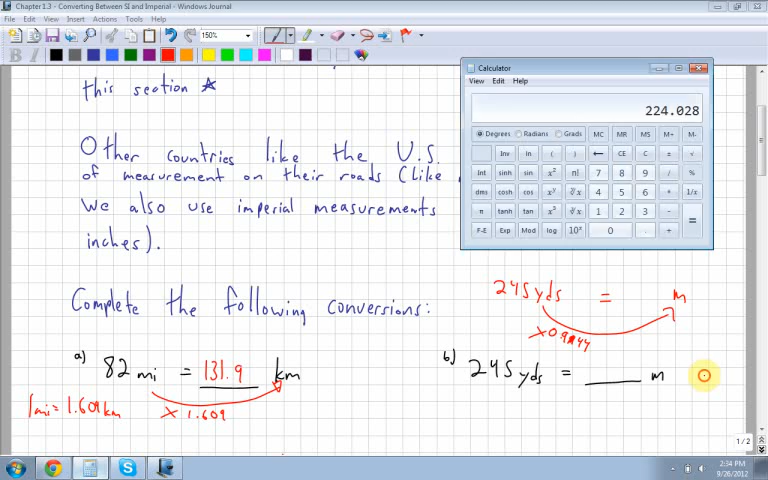 Chapter 1.3 - Converting Between SI and Imperial - Windows Journal
File Edit View Insert Actions Tools Help
150%
B I
this section ★
Other countries like the U.S.
of measurement on their roads (like
We also use imperial measurements
inches).
Complete the following conversions:
Calculator
View Edit Help
224.028
Degrees Radians Grads MC MR MS M+ M-
Inv ln ( ) ← CE C ± √
Int sinh sin x² n! 7 8 9 / %
dms cosh cos xʸ ʸ√x 4 5 6 * 1/x
π tanh tan x³ ³√x 1 2 3 - =
F-E Exp Mod log 10ˣ 0 . +
245 yds = m
a) 82 mi = 131.9 km
1 mi = 1.609 km × 1.609
b) 245 yds = ____ m
1 / 2
2:34 PM
9/26/2012